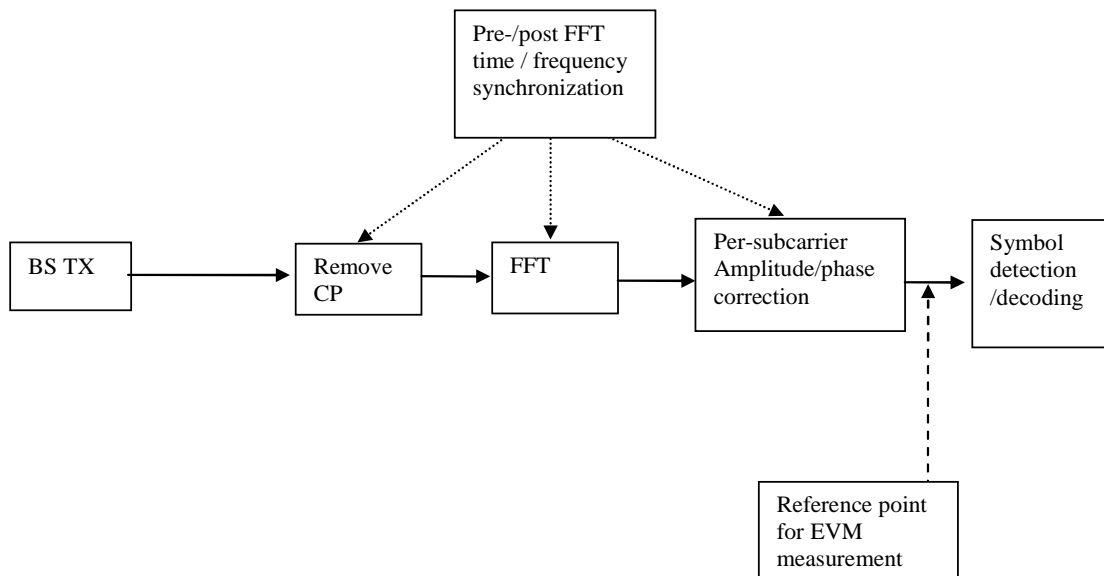 Pre-/post FFT
time / frequency
synchronization
BS TX
Remove
CP
FFT
Per-subcarrier
Amplitude/phase
correction
Symbol
detection
/decoding
Reference point
for EVM
measurement